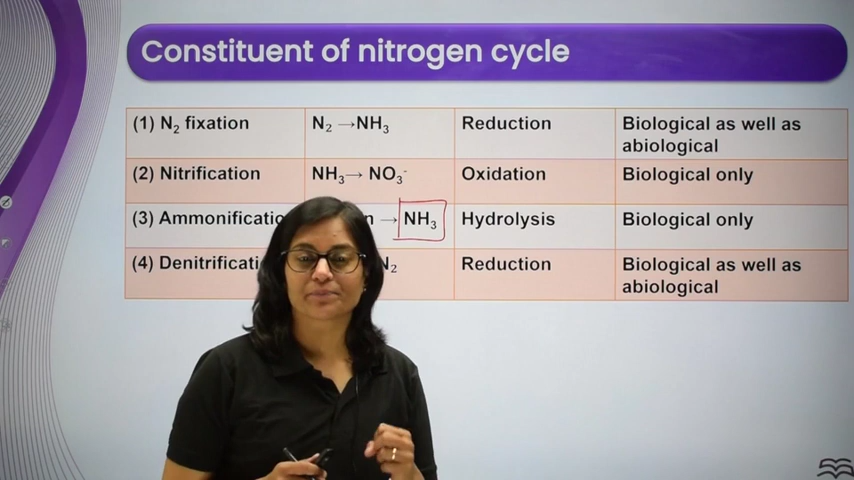 Constituent of nitrogen cycle
(1) N₂ fixation N₂ →NH₃ Reduction Biological as well as abiological
(2) Nitrification NH₃→ NO₃⁻ Oxidation Biological only
(3) Ammonificatio n → NH₃ Hydrolysis Biological only
(4) Denitrificati N₂ Reduction Biological as well as abiological